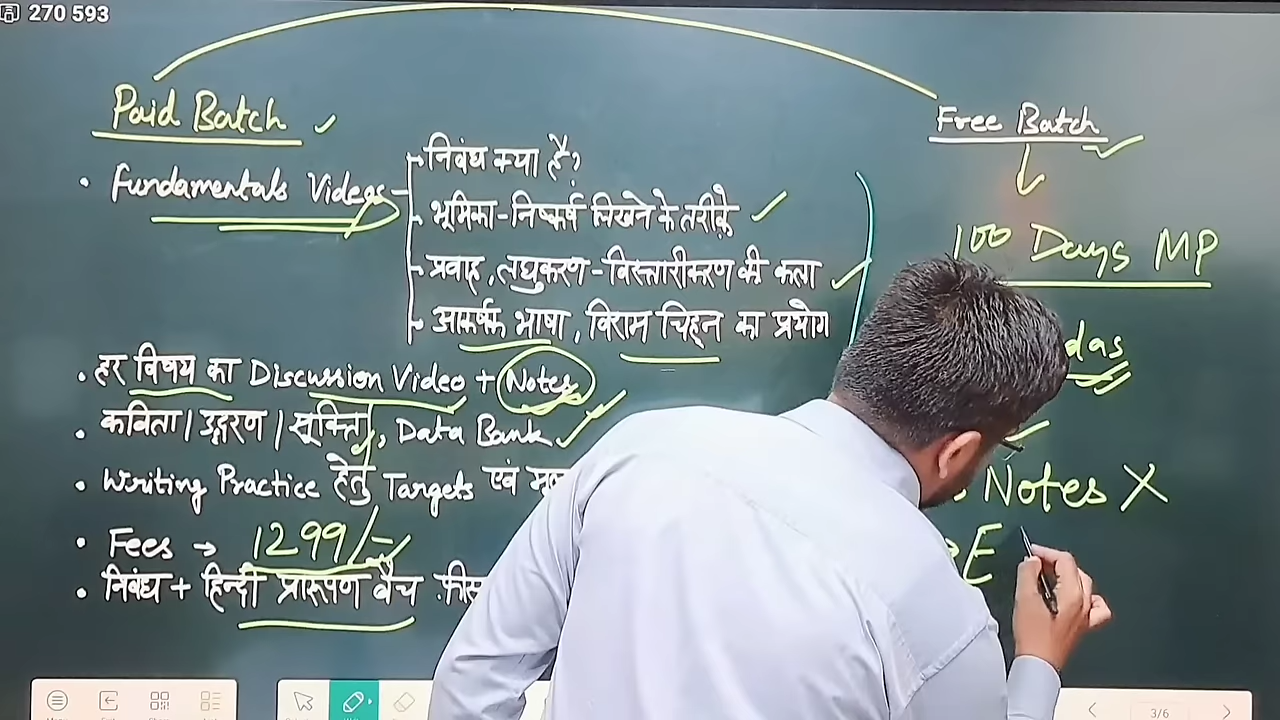 270 593
Paid Batch
• Fundamentals Videos
- निबंध क्या है?
- भूमिका-निष्कर्ष लिखने के तरीके
- प्रवाह, लघुकरण-विस्तारीकरण की कला
- आकर्षक भाषा, विराम चिह्न का प्रयोग
• हर विषय का Discussion Video + Notes
• कविता / उद्धरण / सूक्ति, Data Bank
• Writing Practice हेतु Targets एवं
• Fees → 1299/-
• निबंध + हिन्दी प्रारूपण बैच
Free Batch
100 Days MP
Notes X
3/6